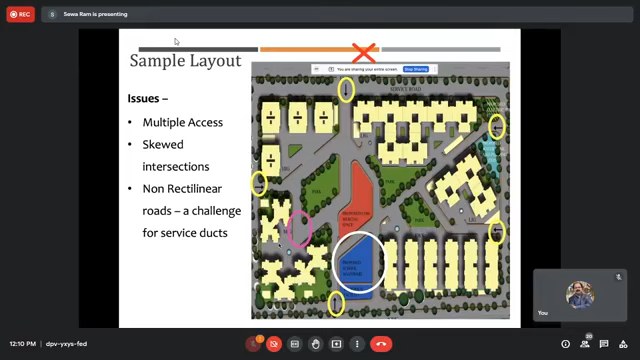 REC
S
Sewa Ram is presenting
Sample Layout
You are sharing your entire screen.
Stop Sharing
Issues –
• Multiple Access
• Skewed
intersections
• Non Rectilinear
roads – a challenge
for service ducts
SERVICE ROAD
PARK
PARK
PARK
You
12:10 PM
dpv-yxys-fed